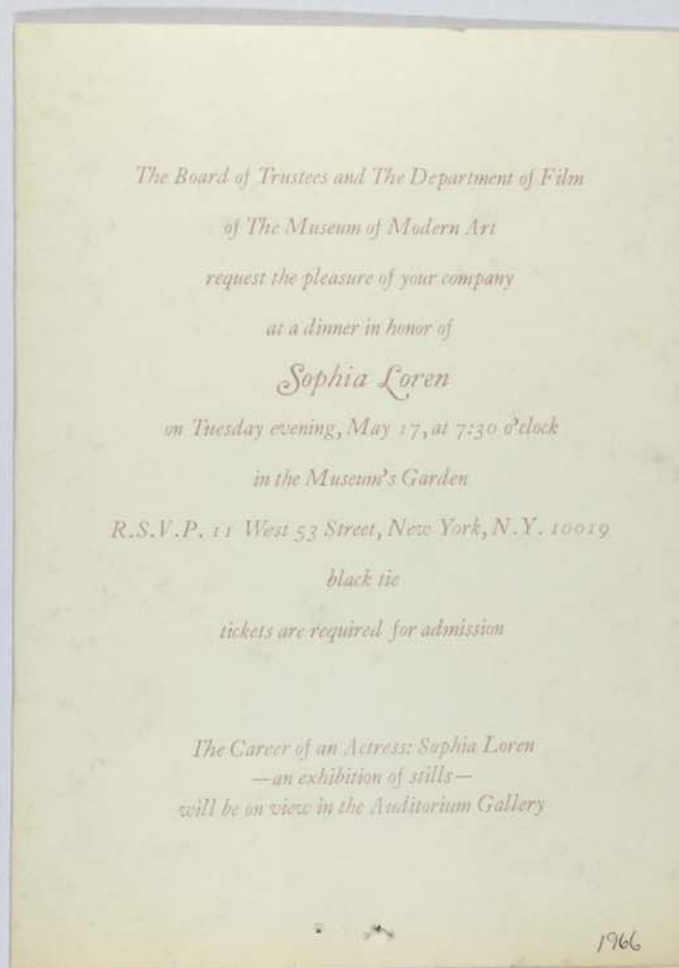 The Board of Trustees and The Department of Film
of The Museum of Modern Art
request the pleasure of your company
at a dinner in honor of
Sophia Loren
on Tuesday evening, May 17, at 7:30 o'clock
in the Museum's Garden
R.S.V.P. 11 West 53 Street, New York, N.Y. 10019
black tie
tickets are required for admission
The Career of an Actress: Sophia Loren
—an exhibition of stills—
will be on view in the Auditorium Gallery
1966